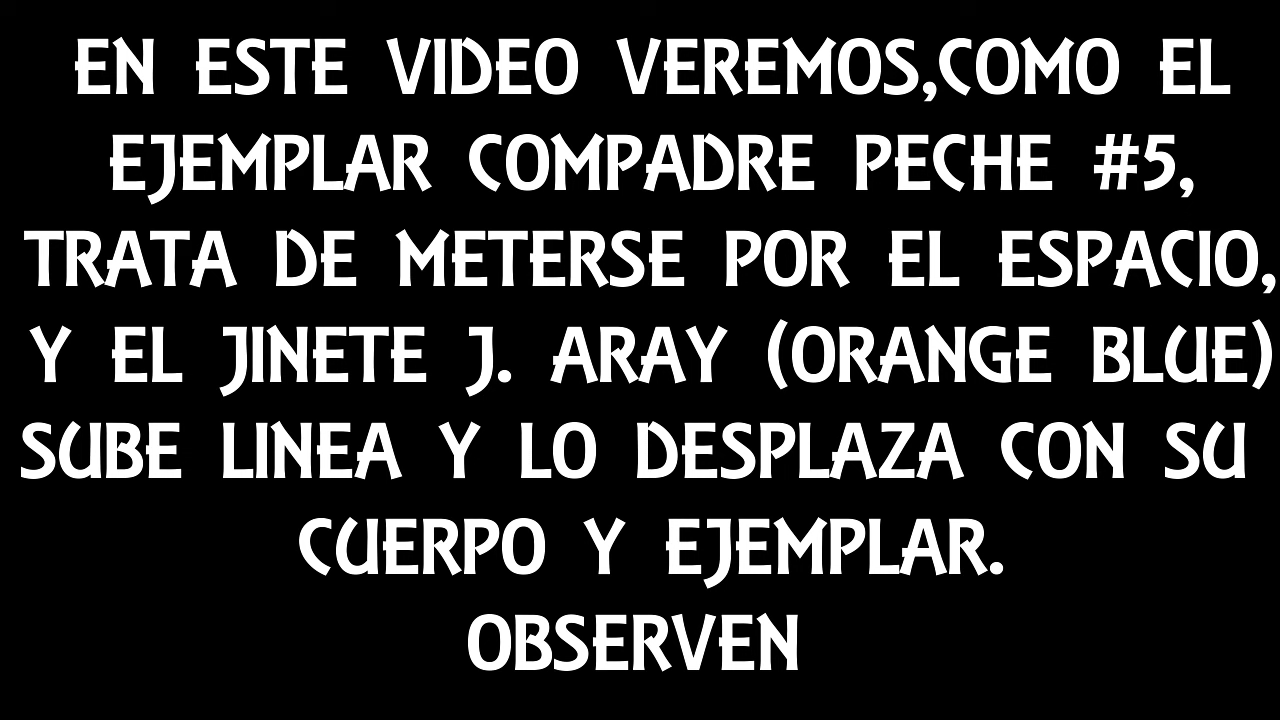 EN ESTE VIDEO VEREMOS,COMO EL
EJEMPLAR COMPADRE PECHE #5,
TRATA DE METERSE POR EL ESPACIO,
Y EL JINETE J. ARAY (ORANGE BLUE)
SUBE LINEA Y LO DESPLAZA CON SU
CUERPO Y EJEMPLAR.
OBSERVEN